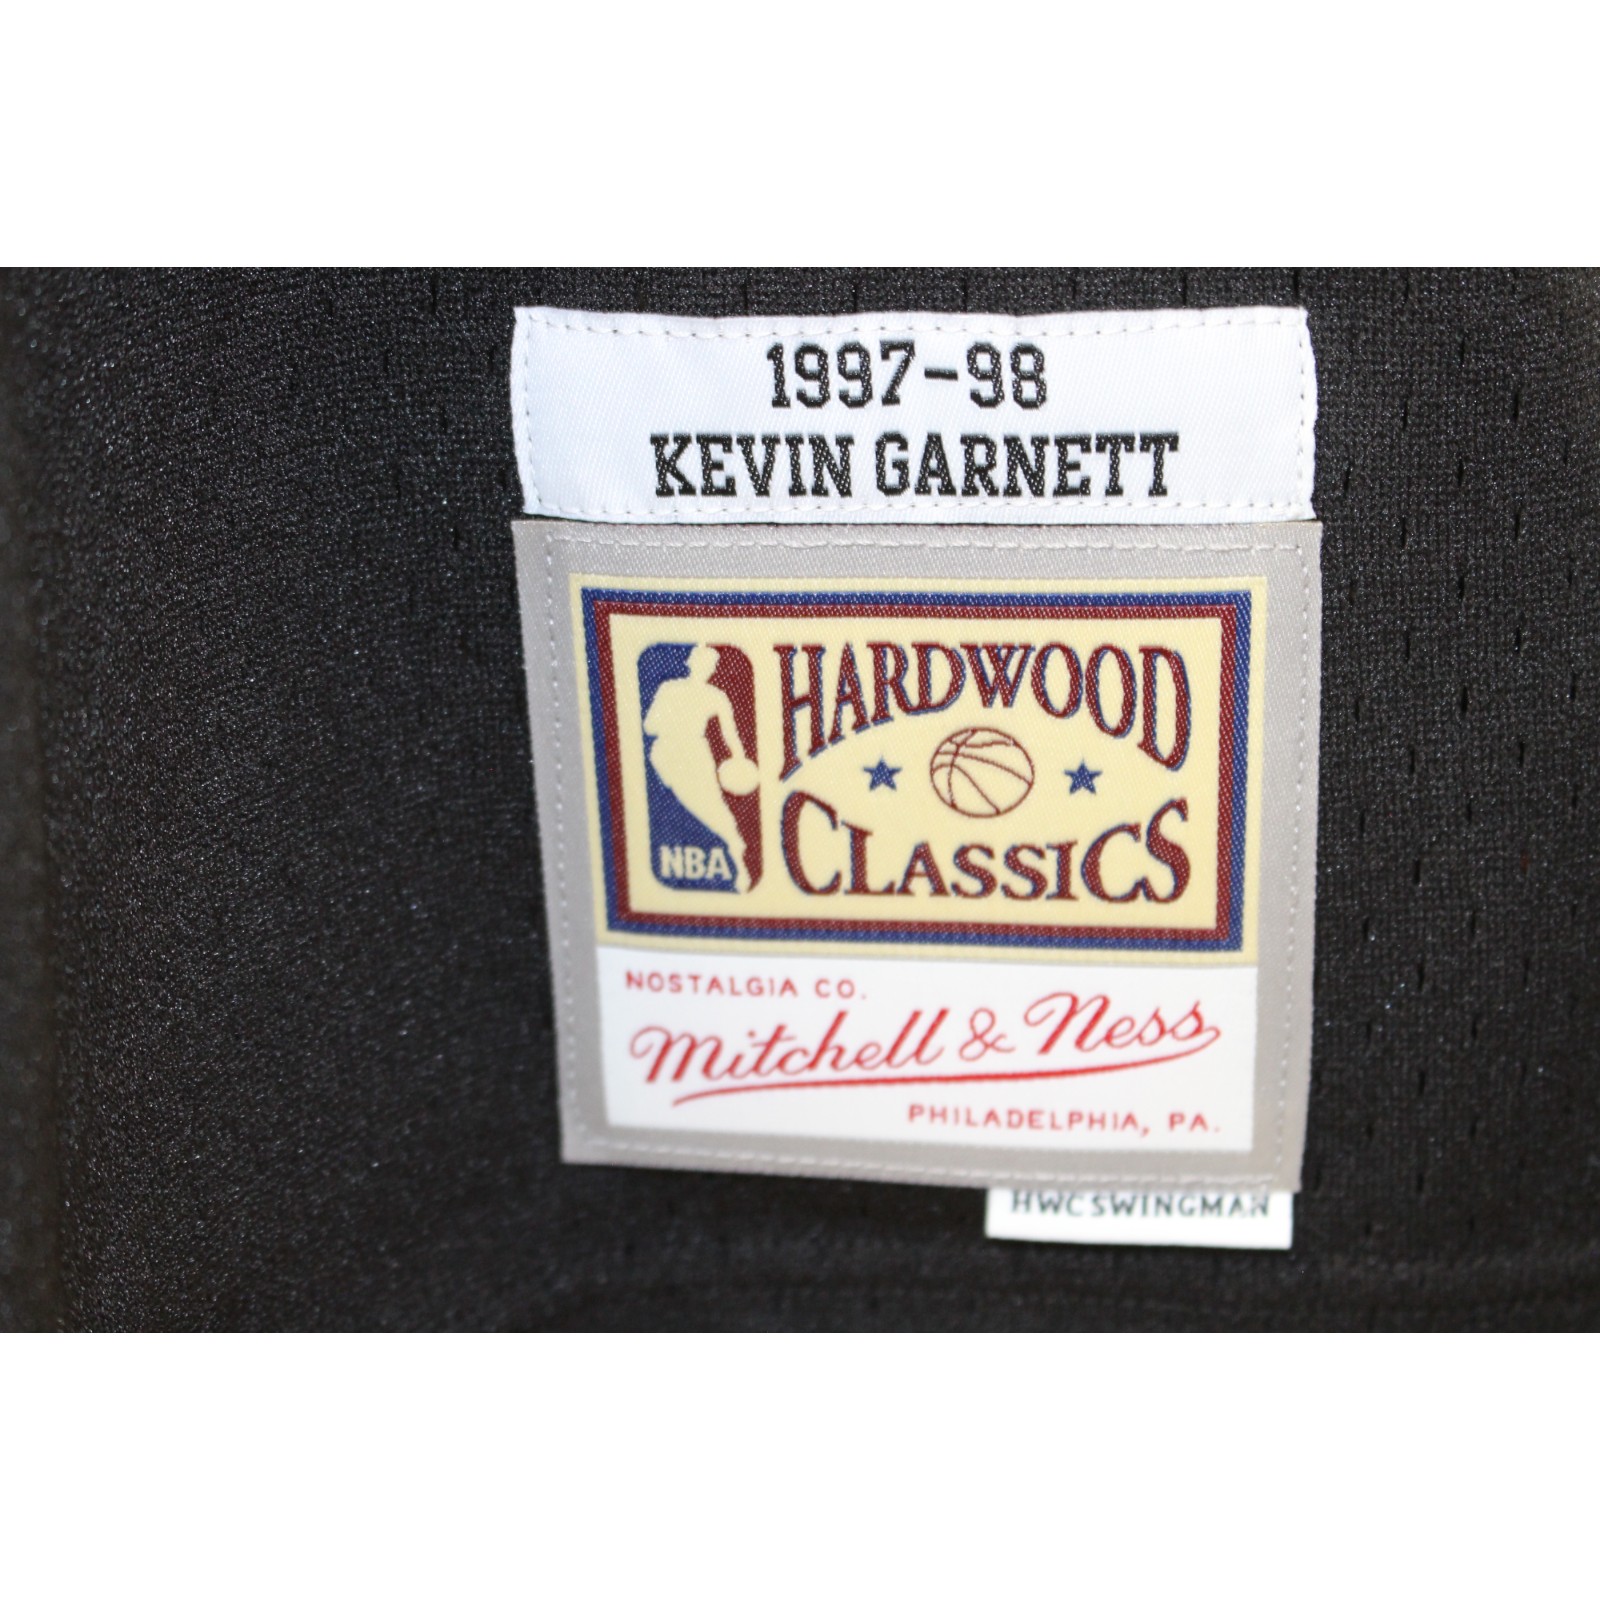 1997-98
KEVIN GARNETT
HARDWOOD
CLASSICS
NBA
NOSTALGIA CO.
Mitchell & Ness
PHILADELPHIA, PA.
HWCSWINGMAN